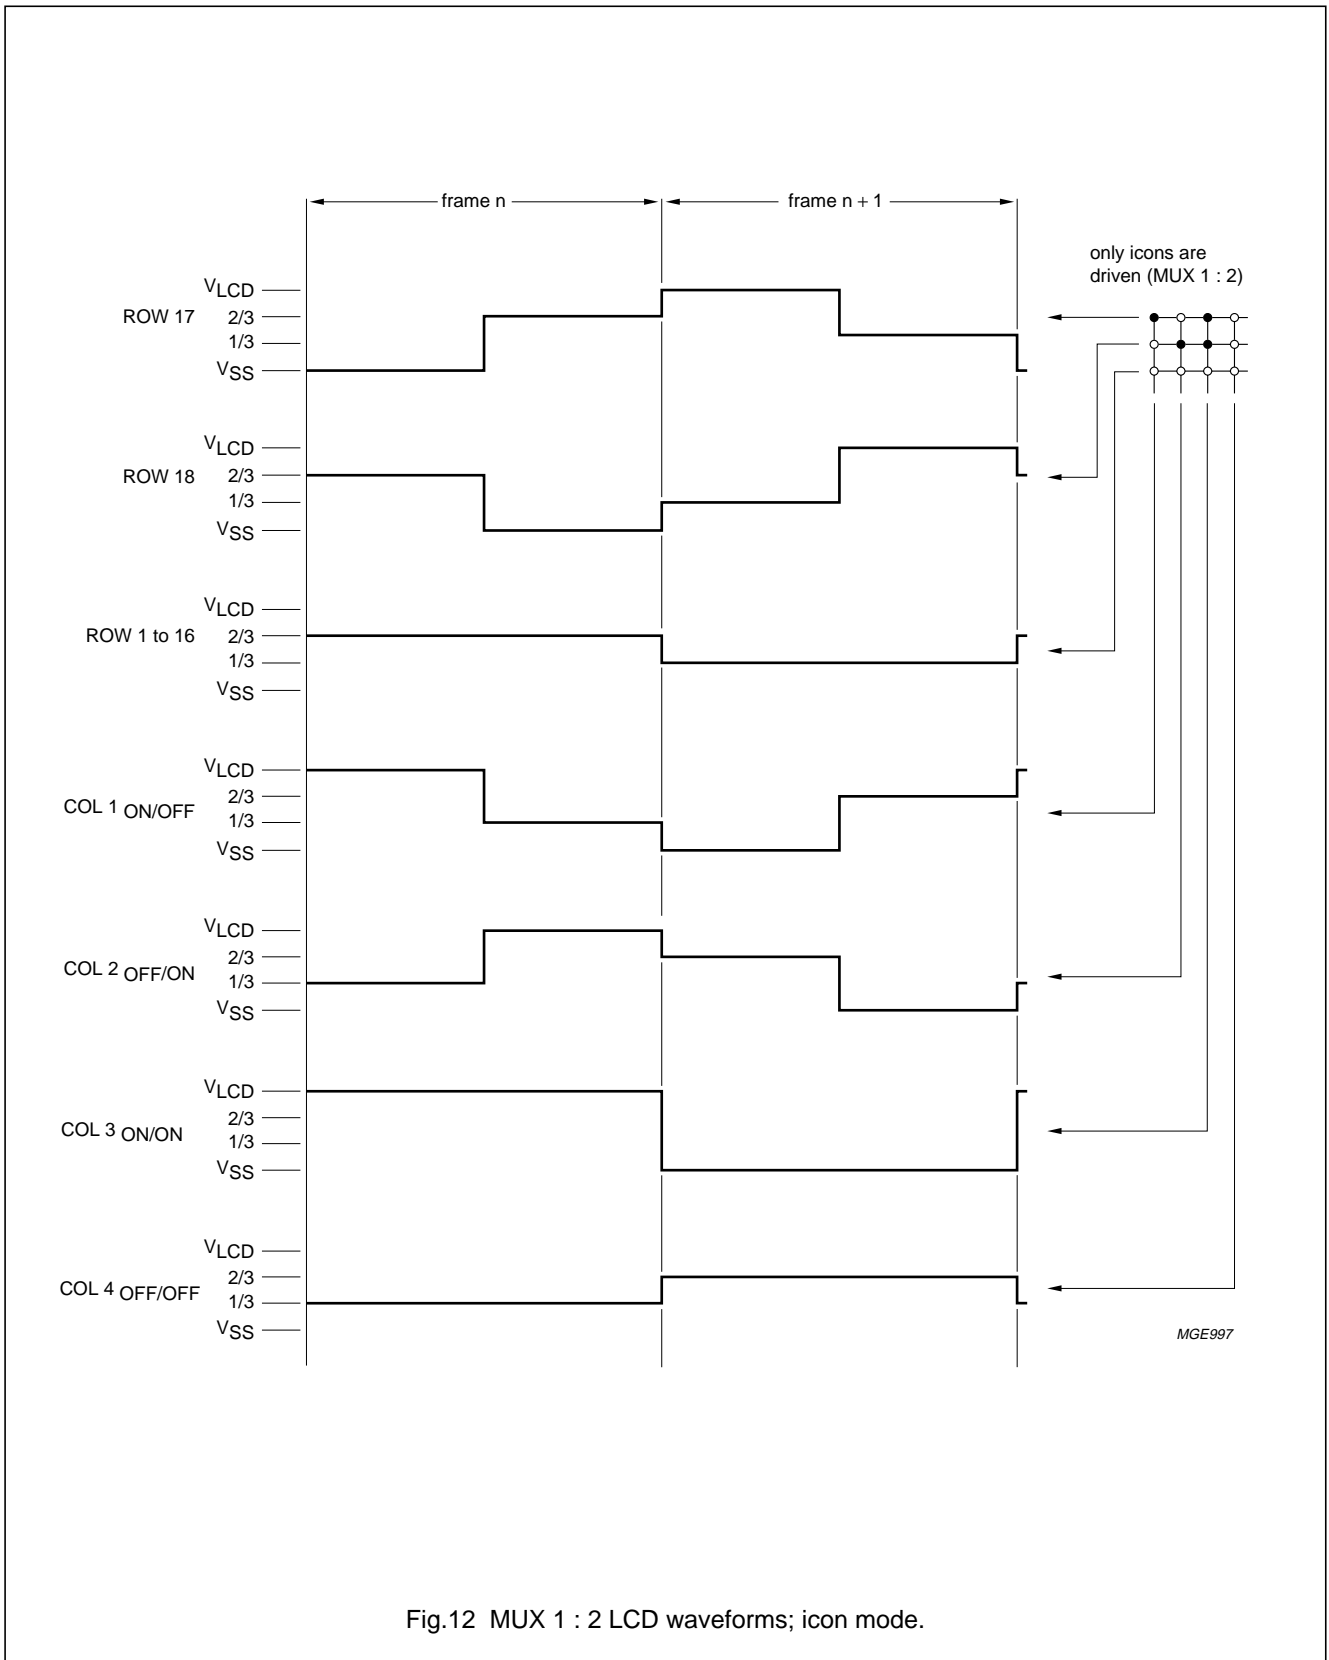 frame n
frame n + 1
only icons are
driven (MUX 1 : 2)
VLCD
ROW 17
2/3
1/3
VSS
VLCD
ROW 18
2/3
1/3
VSS
VLCD
ROW 1 to 16
2/3
1/3
VSS
VLCD
2/3
COL 1 ON/OFF
1/3
VSS
VLCD
2/3
COL 2 OFF/ON
1/3
VSS
VLCD
2/3
COL 3 ON/ON
1/3
VSS
VLCD
2/3
COL 4 OFF/OFF
1/3
VSS
MGE997
Fig.12 MUX 1 : 2 LCD waveforms; icon mode.